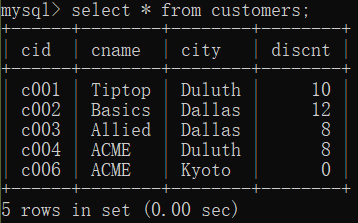 mysql> select * from customers;
+------+--------+--------+--------+
| cid  | cname  | city   | discnt |
+------+--------+--------+--------+
| c001 | Tiptop | Duluth |     10 |
| c002 | Basics | Dallas |     12 |
| c003 | Allied | Dallas |      8 |
| c004 | ACME   | Duluth |      8 |
| c006 | ACME   | Kyoto  |      0 |
+------+--------+--------+--------+
5 rows in set (0.00 sec)